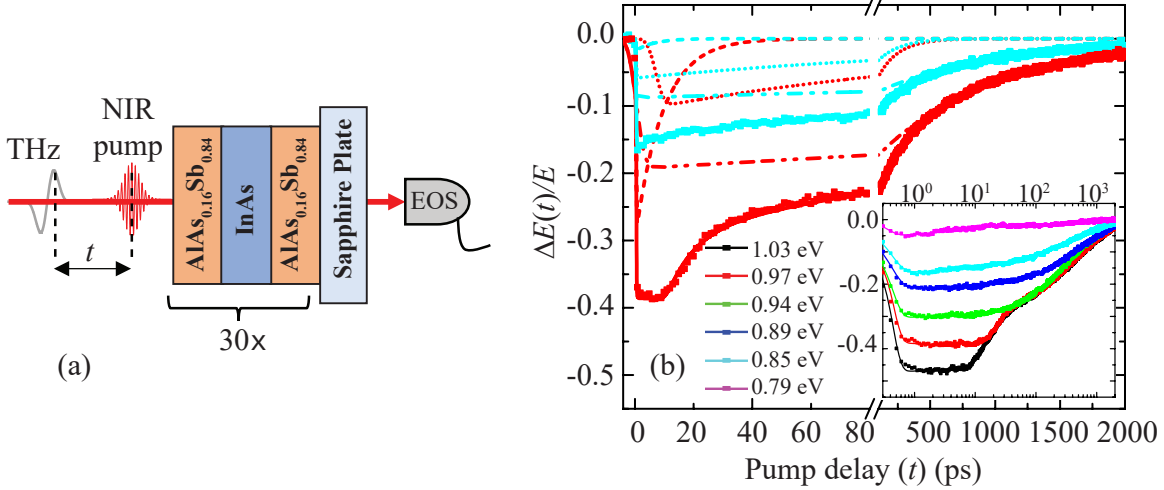 THz
NIR
pump
t
AlAs0.16Sb0.84
InAs
AlAs0.16Sb0.84
Sapphire Plate
EOS
30x
(a)
ΔE(t)/E
0.0
-0.1
-0.2
-0.3
-0.4
-0.5
(b)
1.03 eV
0.97 eV
0.94 eV
0.89 eV
0.85 eV
0.79 eV
10^0 10^1 10^2 10^3
0.0
-0.2
-0.4
0 20 40 60 80 500 1000 1500 2000
Pump delay (t) (ps)